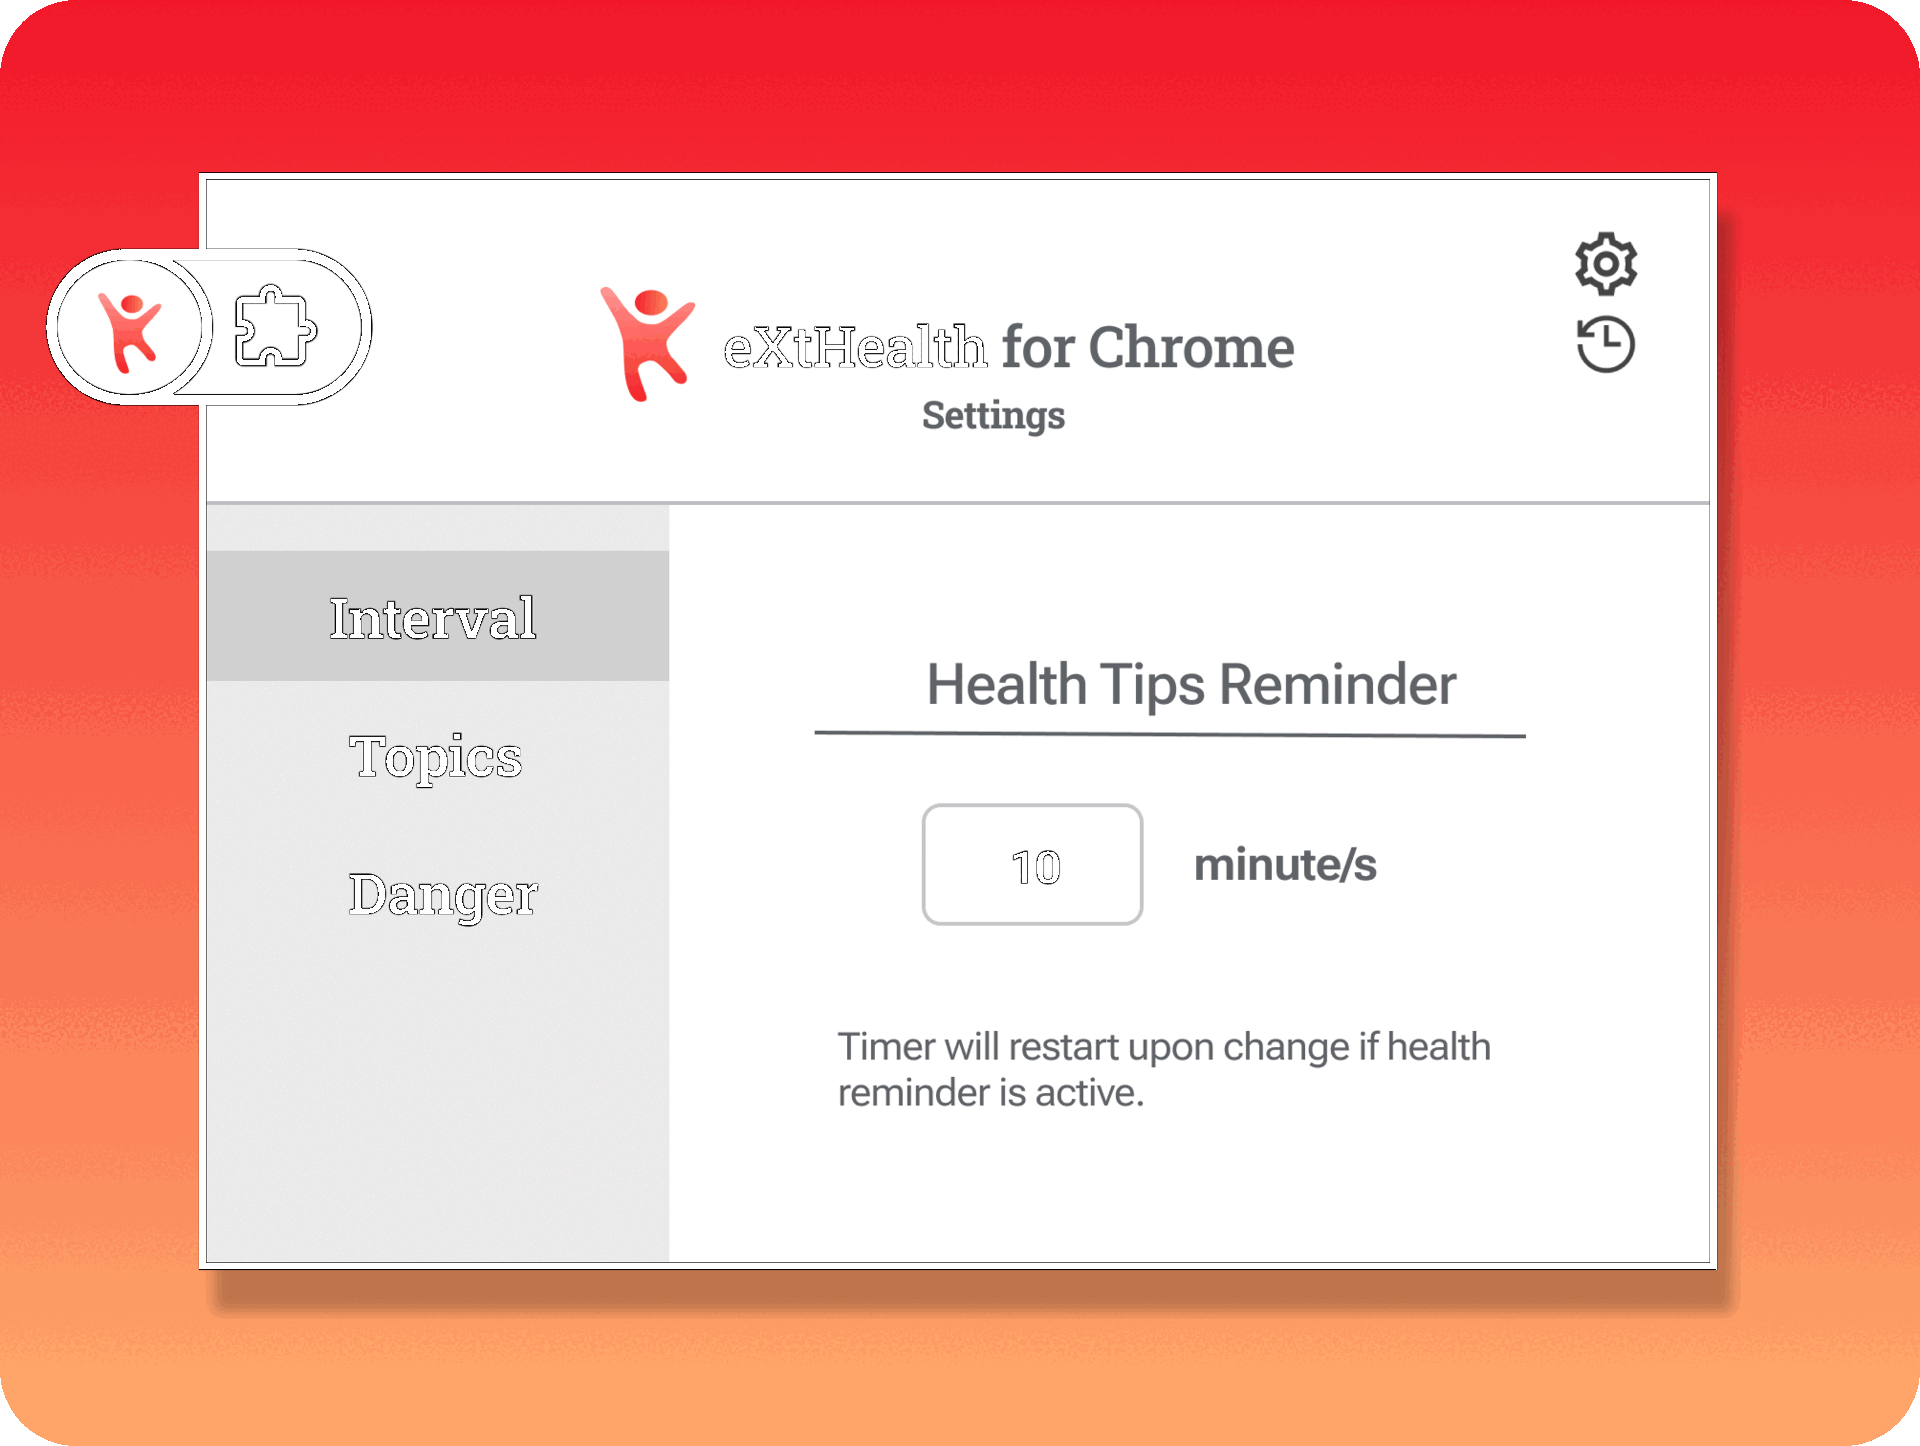 eXtHealth for Chrome
Settings
Interval
Topics
Danger
Health Tips Reminder
10 minute/s
Timer will restart upon change if health
reminder is active.